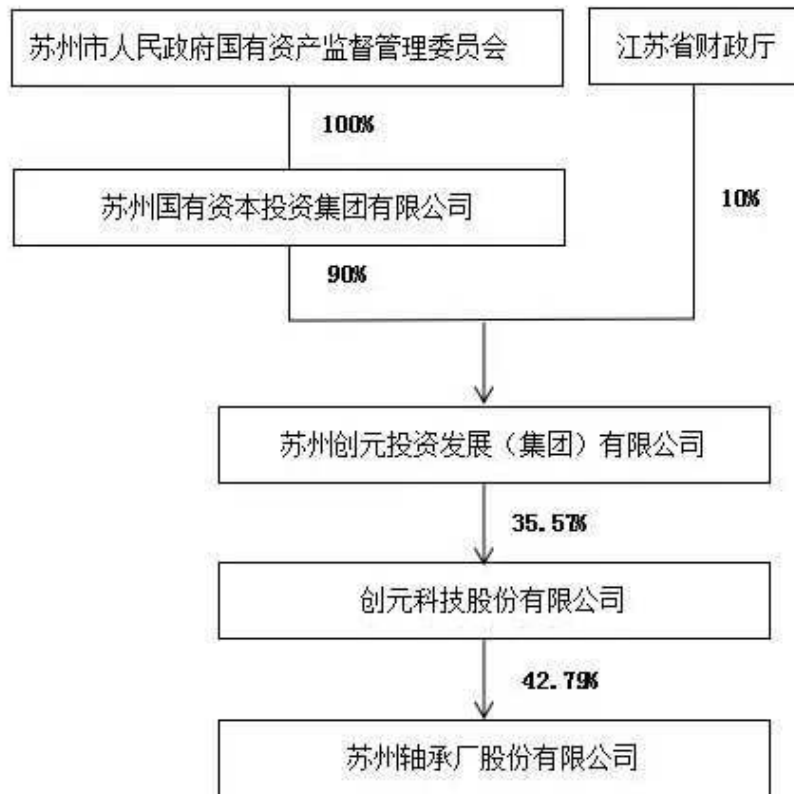 苏州市人民政府国有资产监督管理委员会
江苏省财政厅
100%
苏州国有资本投资集团有限公司
10%
90%
苏州创元投资发展（集团）有限公司
35.57%
创元科技股份有限公司
42.79%
苏州轴承厂股份有限公司